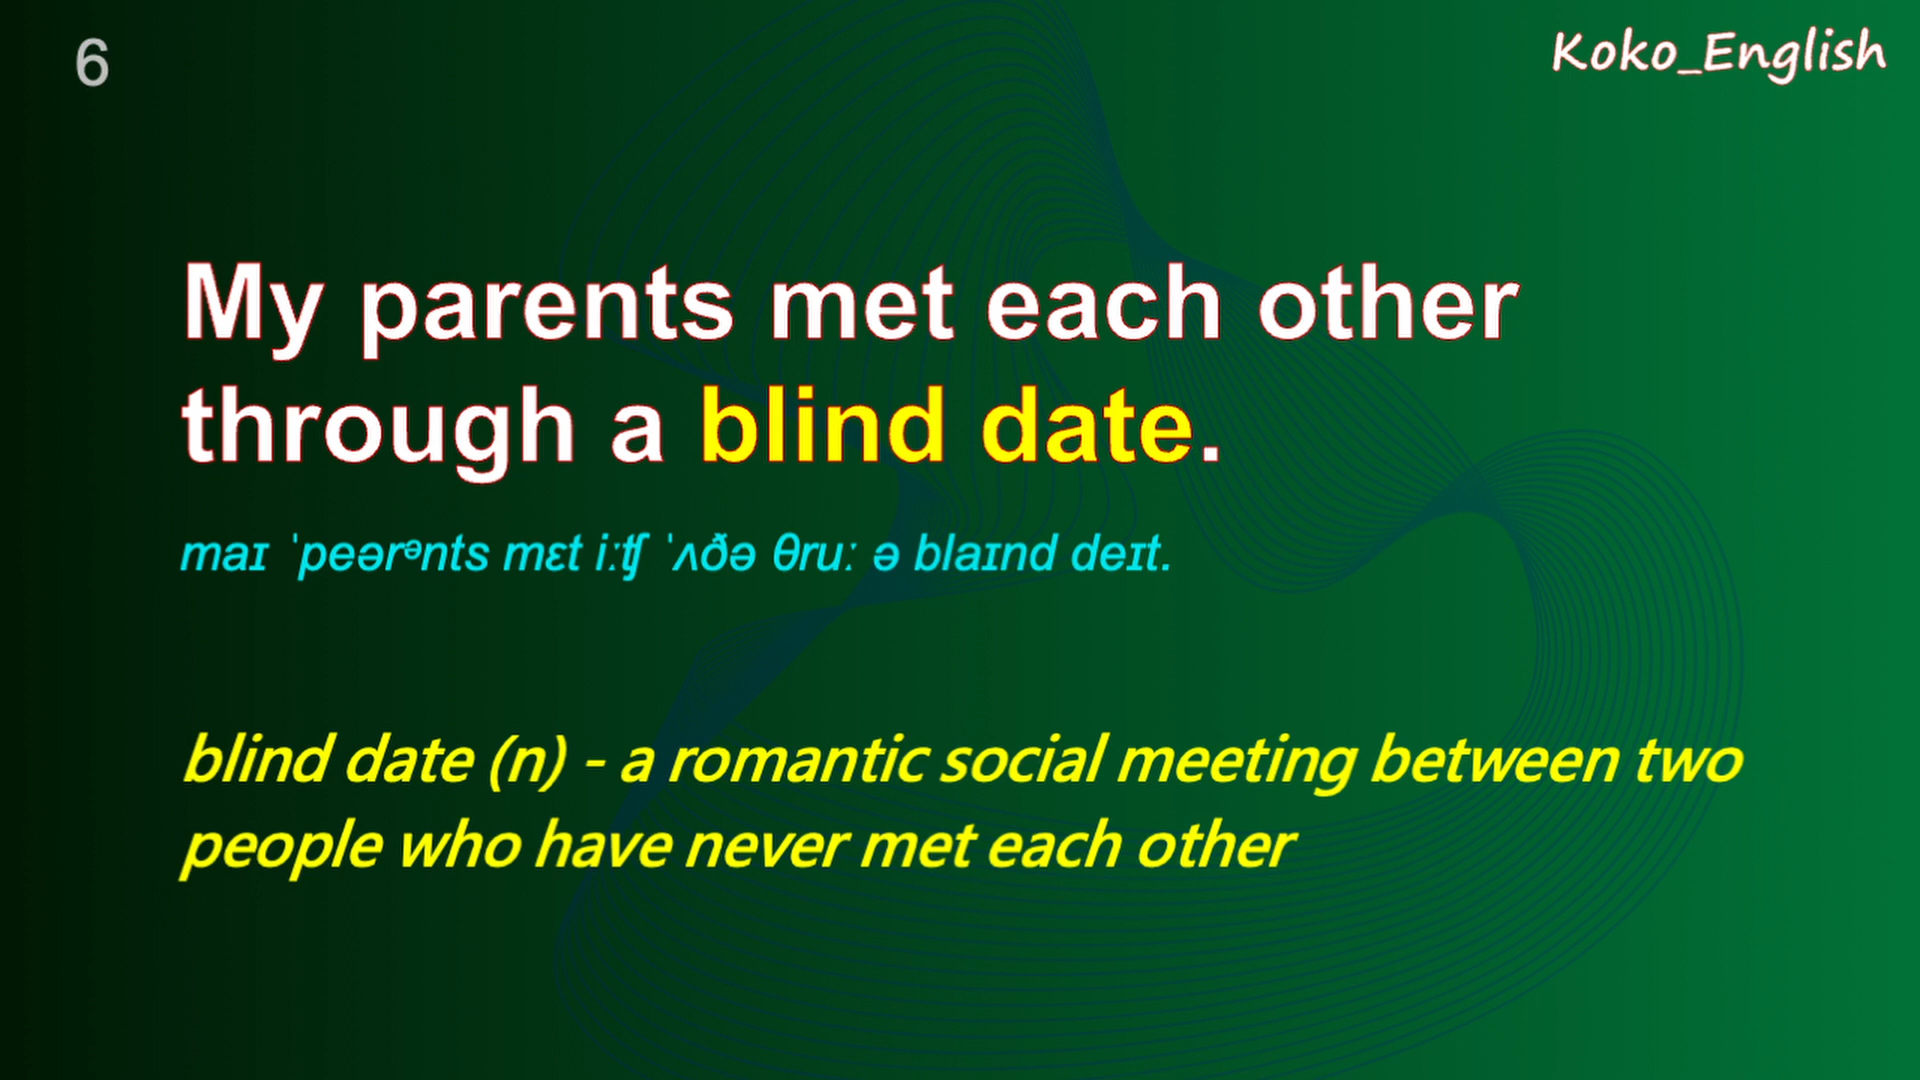 6
Koko_English
My parents met each other
through a blind date.
maɪ ˈpeərᵊnts mɛt iːʧ ˈʌðə θruː ə blaɪnd deɪt.
blind date (n) - a romantic social meeting between two
people who have never met each other